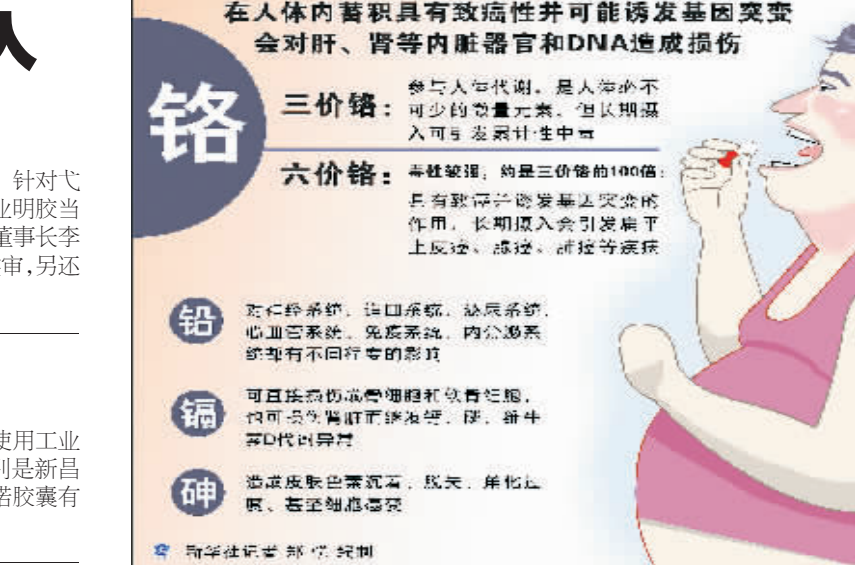 人
针对弋
业明胶当
董事长李
审,另还
使用工业
别是新昌
诺胶囊有
在人体内蓄积具有致癌性并可能诱发基因突变
会对肝、肾等内脏器官和DNA造成损伤
铬
三价铬:
参与人体代谢，是人体必不
可少的微量元素，但长期摄
入可引发累计性中毒
六价铬:
毒性较强，约是三价铬的100倍；
具有致癌并诱发基因突变的
作用，长期摄入会引发扁平
上皮癌、腺癌、肺癌等疾病
铅
对神经系统、造血系统、泌尿系统、
心血管系统、免疫系统、内分泌系
统都有不同程度的影响
镉
可直接损伤成骨细胞和软骨细胞，
也可损伤肾脏而继发钙、磷、维生
素D代谢异常
砷
造成皮肤色素沉着、脱失、角化过
度、甚至细胞癌变
新华社记者 郑 绘制